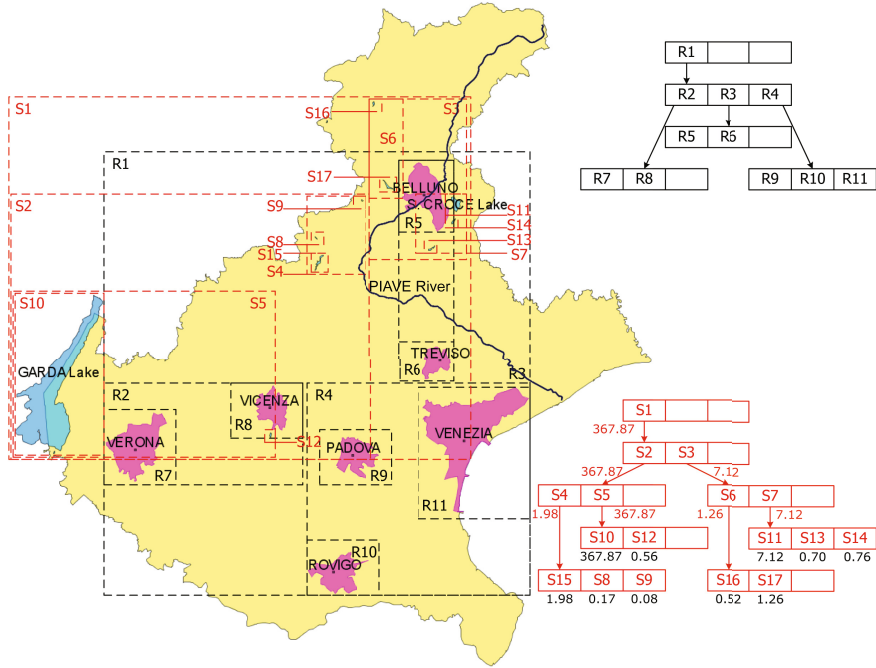 S1
S16
S3
S6
R1
S17
BELLUNO
S2
S9
S. CROCE Lake
S11
R5
S14
S8
S13
S15
S7
S4
PIAVE River
S10
S5
GARDA Lake
TREVISO
R6
R3
R2
R4
VICENZA
R8
VERONA
S12
PADOVA
VENEZIA
R7
R9
R11
R10
ROVIGO
R1
R2 R3 R4
R5 R6
R7 R8
R9 R10 R11
S1
367.87
S2 S3
367.87 7.12
S4 S5
S6 S7
1.98 367.87 1.26 7.12
S10 S12
S11 S13 S14
367.87 0.56
7.12 0.70 0.76
S15 S8 S9
S16 S17
1.98 0.17 0.08
0.52 1.26